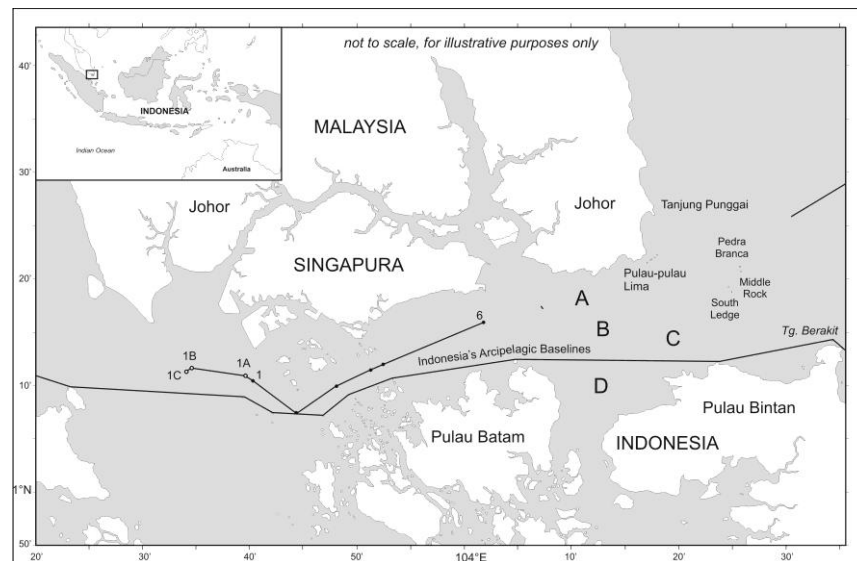 not to scale, for illustrative purposes only
40'
30'
20'
10'
1°N
50'
INDONESIA
Indian Ocean
Australia
MALAYSIA
Johor
Johor
SINGAPURA
Tanjung Punggai
Pedra
Branca
Pulau-pulau
Lima
Middle
Rock
South
Ledge
6
A
B
C
Tg. Berakit
Indonesia's Arcipelagic Baselines
1B
1C
1A
1
D
Pulau Batam
Pulau Bintan
INDONESIA
20'
30'
40'
50'
104°E
10'
20'
30'